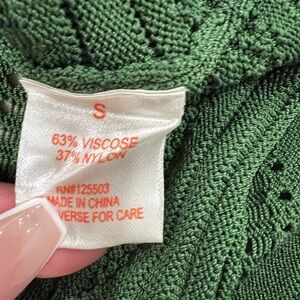 S
63% VISCOSE
37% NYLON
RN#125503
MADE IN CHINA
VERSE FOR CARE